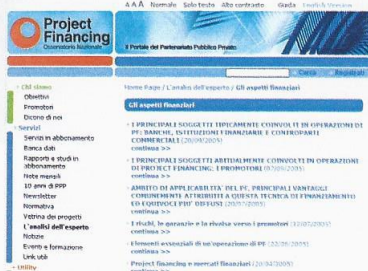 A A A Normale Solo testo Alto contrasto Guida English Version
Project
Financing
Osservatorio Nazionale
Il Portale del Partenariato Pubblico Privato
Cerca Registrati
Chi siamo
Obiettivi
Promotori
Dicono di noi
Servizi
Servizi in abbonamento
Banca dati
Rapporti e studi in
abbonamento
Note mensili
10 anni di PPP
Newsletter
Normativa
Vetrina dei progetti
L'analisi dell'esperto
Notizie
Eventi e formazione
Link utili
Utility
Home Page / L'analisi dell'esperto / Gli aspetti finanziari
Gli aspetti finanziari
I PRINCIPALI SOGGETTI TIPICAMENTE COINVOLTI IN OPERAZIONI DI
PF: BANCHE, ISTITUZIONI FINANZIARIE E CONTROPARTI
COMMERCIALI
continua >>
I PRINCIPALI SOGGETTI ABITUALMENTE COINVOLTI IN OPERAZIONI
DI PROJECT FINANCING: I PROMOTORI
continua >>
AMBITO DI APPLICABILITA' DEL PF, PRINCIPALI VANTAGGI
COMUNEMENTE ATTRIBUITI A QUESTA TECNICA DI FINANZIAMENTO
ED EQUIVOCI PIU' DIFFUSI
continua >>
I rischi, le garanzie e la rivalsa verso i promotori
continua >>
Elementi essenziali di un'operazione di PF
continua >>
Project financing e mercati finanziari
continua >>